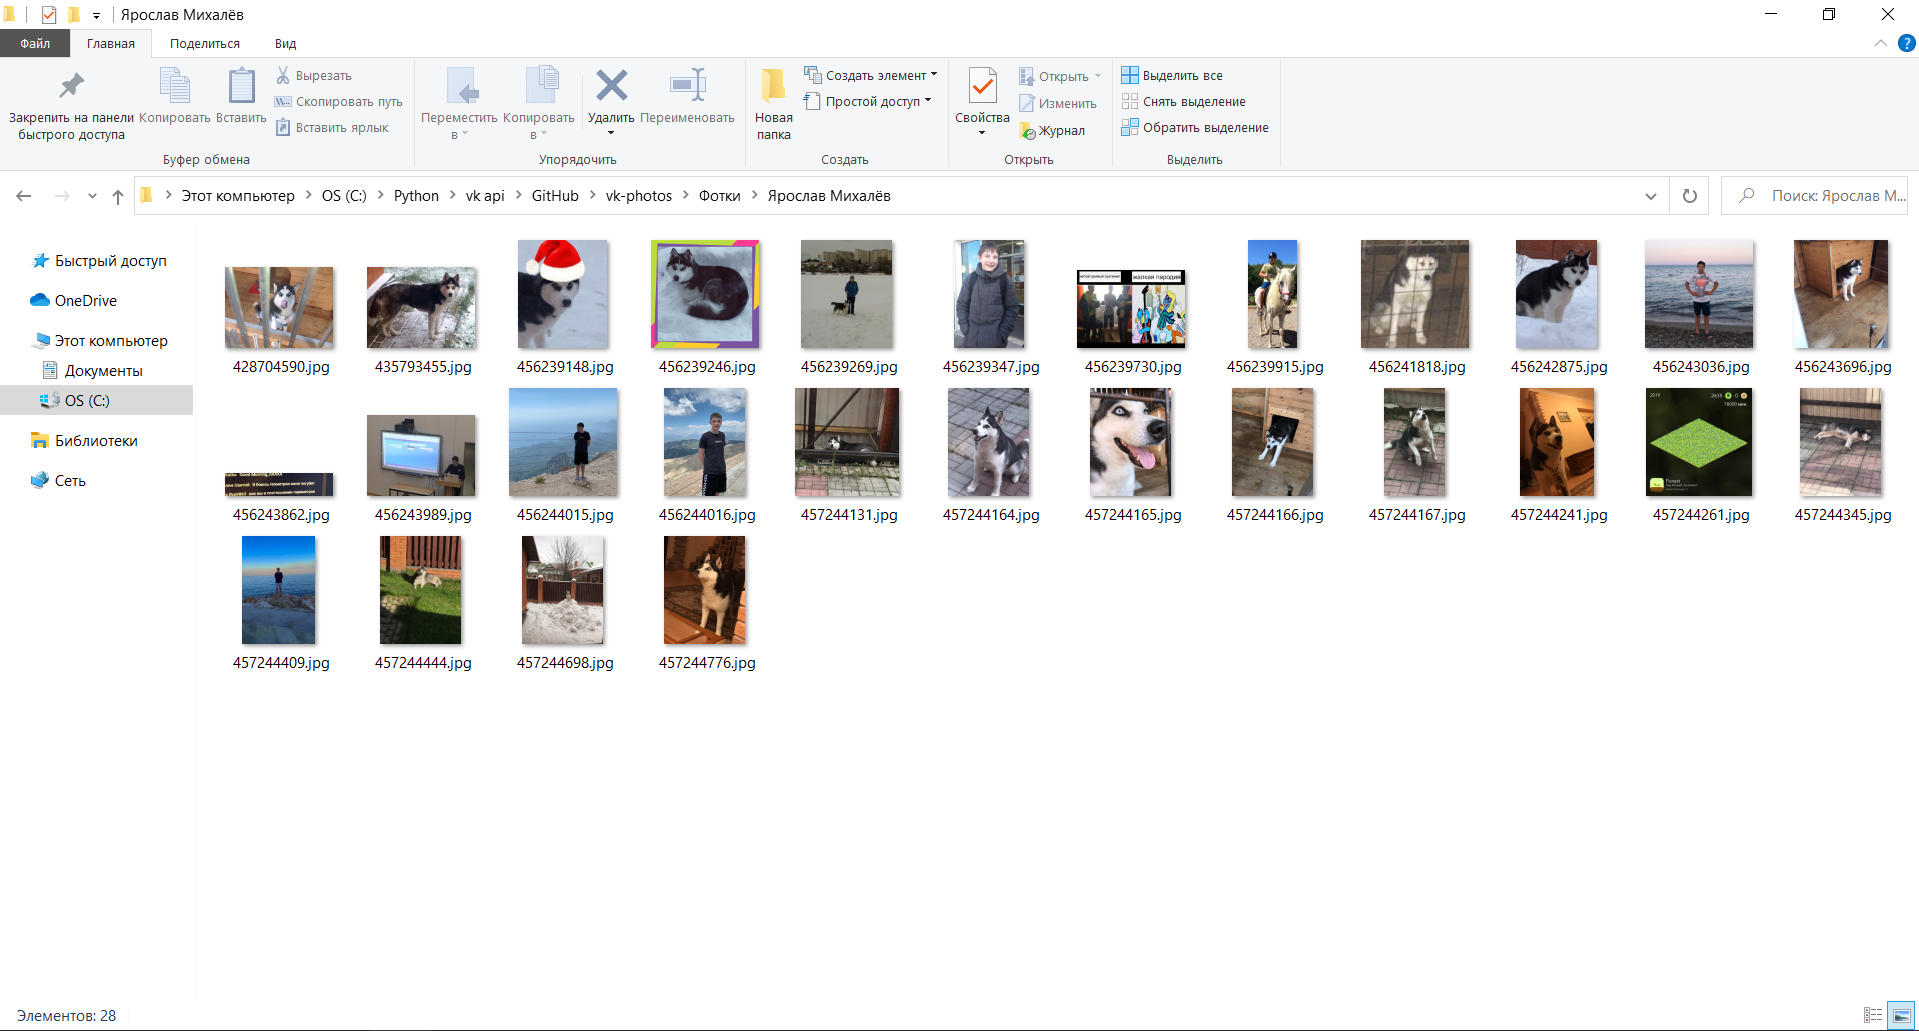 Ярослав Михалёв
Файл
Главная
Поделиться
Вид
Закрепить на панели
быстрого доступа
Копировать
Вставить
Вырезать
Скопировать путь
Вставить ярлык
Буфер обмена
Переместить
в
Копировать
в
Удалить
Переименовать
Упорядочить
Новая
папка
Создать элемент
Простой доступ
Создать
Свойства
Открыть
Изменить
Журнал
Открыть
Выделить все
Снять выделение
Обратить выделение
Выделить
Этот компьютер
OS (C:)
Python
vk api
GitHub
vk-photos
Фотки
Ярослав Михалёв
Поиск: Ярослав М...
Быстрый доступ
OneDrive
Этот компьютер
Документы
OS (C:)
Библиотеки
Сеть
жалкая пародия
428704590.jpg
435793455.jpg
456239148.jpg
456239246.jpg
456239269.jpg
456239347.jpg
456239730.jpg
456239915.jpg
456241818.jpg
456242875.jpg
456243036.jpg
456243696.jpg
2019
Forest
456243862.jpg
456243989.jpg
456244015.jpg
456244016.jpg
457244131.jpg
457244164.jpg
457244165.jpg
457244166.jpg
457244167.jpg
457244241.jpg
457244261.jpg
457244345.jpg
457244409.jpg
457244444.jpg
457244698.jpg
457244776.jpg
Элементов: 28